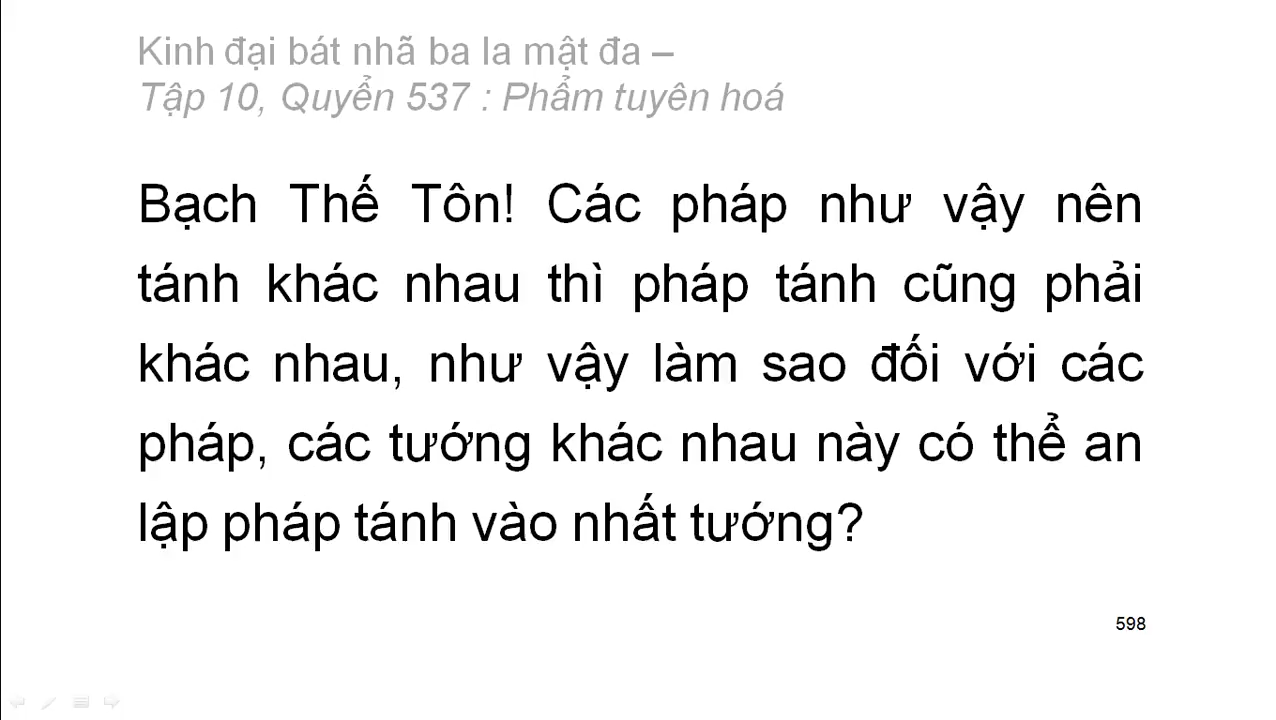 Kinh đại bát nhã ba la mật đa –
Tập 10, Quyển 537 : Phẩm tuyên hoá
Bạch Thế Tôn! Các pháp như vậy nên
tánh khác nhau thì pháp tánh cũng phải
khác nhau, như vậy làm sao đối với các
pháp, các tướng khác nhau này có thể an
lập pháp tánh vào nhất tướng?
598